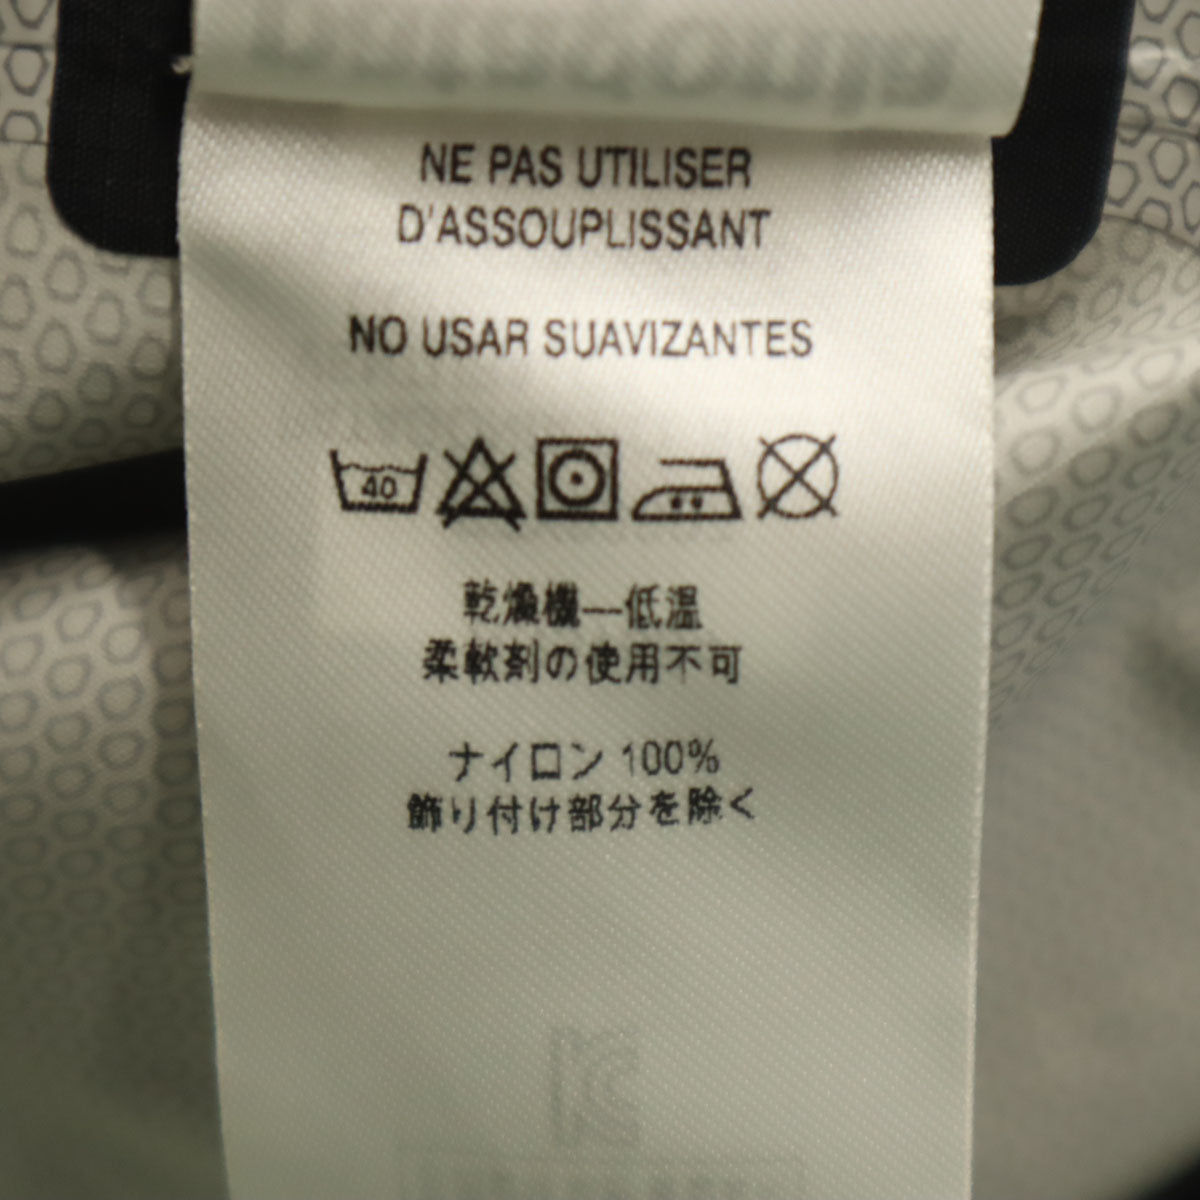 NE PAS UTILISER
D'ASSOUPLISSANT
NO USAR SUAVIZANTES
40
乾燥機—低温
柔軟剤の使用不可
ナイロン 100%
飾り付け部分を除く